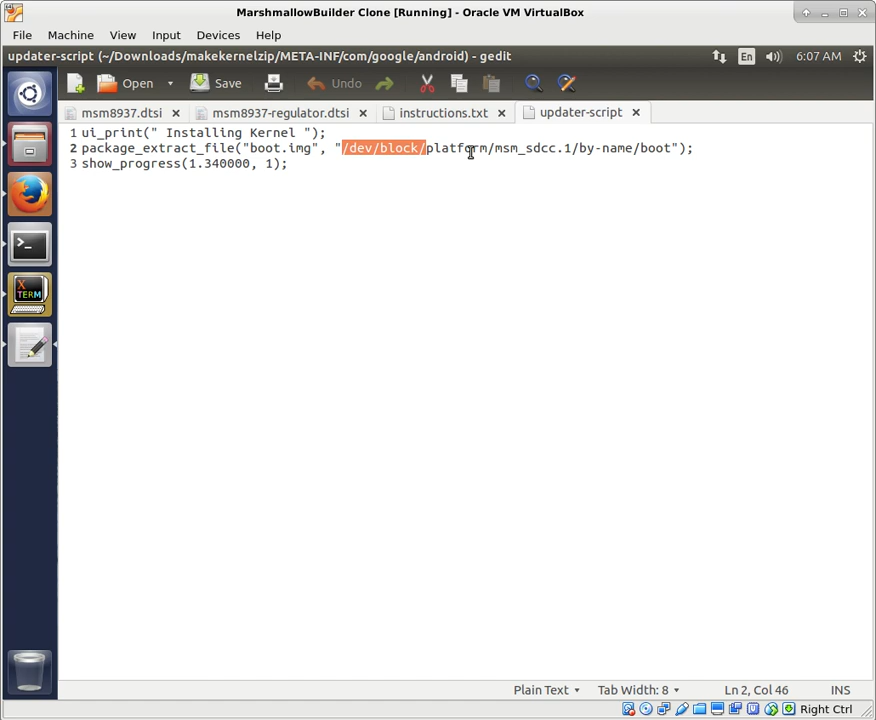 MarshmallowBuilder Clone [Running] - Oracle VM VirtualBox
File Machine View Input Devices Help
updater-script (~/Downloads/makekernelzip/META-INF/com/google/android) - gedit En 6:07 AM
Open Save Undo
msm8937.dtsi msm8937-regulator.dtsi instructions.txt updater-script
1 ui_print(" Installing Kernel ");
2 package_extract_file("boot.img", "/dev/block/platform/msm_sdcc.1/by-name/boot");
3 show_progress(1.340000, 1);
X
TERM
Plain Text Tab Width: 8 Ln 2, Col 46 INS
Right Ctrl